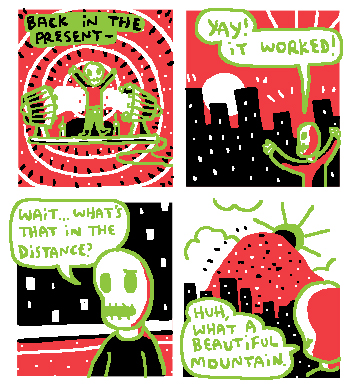 BACK IN THE
PRESENT-
YAY!
IT WORKED!
WAIT... WHAT'S
THAT IN THE
DISTANCE?
HUH,
WHAT A
BEAUTIFUL
MOUNTAIN.